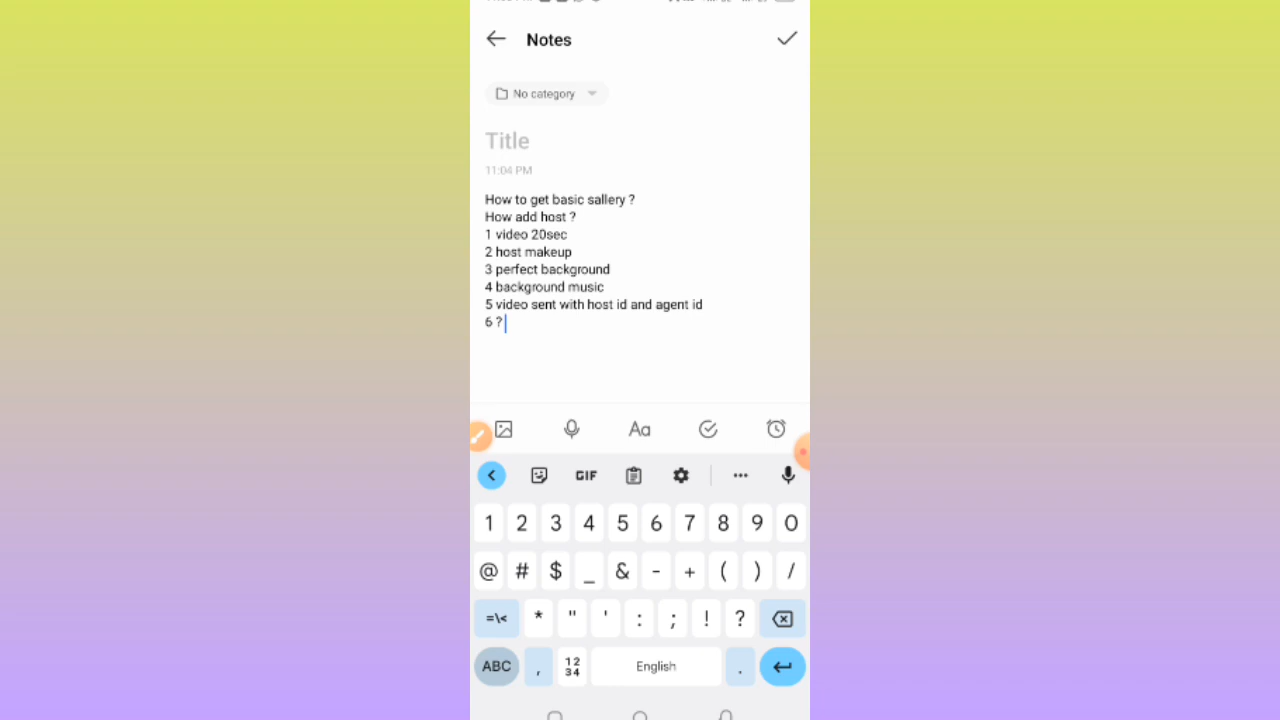 Notes
No category
Title
11:04 PM
How to get basic sallery ?
How add host ?
1 video 20sec
2 host makeup
3 perfect background
4 background music
5 video sent with host id and agent id
6 ?
Aa
GIF
1 2 3 4 5 6 7 8 9 0
@ # $ _ & - + ( ) /
=\< * " ' : ; ! ?
ABC , 12 34 English .